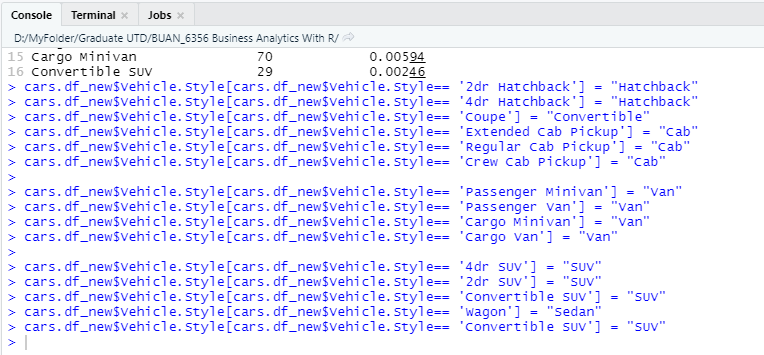 Console Terminal × Jobs ×
D:/MyFolder/Graduate UTD/BUAN_6356 Business Analytics With R/
15 Cargo Minivan 70 0.00594
16 Convertible SUV 29 0.00246
> cars.df_new$Vehicle.Style[cars.df_new$Vehicle.Style== '2dr Hatchback'] = "Hatchback"
> cars.df_new$Vehicle.Style[cars.df_new$Vehicle.Style== '4dr Hatchback'] = "Hatchback"
> cars.df_new$Vehicle.Style[cars.df_new$Vehicle.Style== 'Coupe'] = "Convertible"
> cars.df_new$Vehicle.Style[cars.df_new$Vehicle.Style== 'Extended Cab Pickup'] = "Cab"
> cars.df_new$Vehicle.Style[cars.df_new$Vehicle.Style== 'Regular Cab Pickup'] = "Cab"
> cars.df_new$Vehicle.Style[cars.df_new$Vehicle.Style== 'Crew Cab Pickup'] = "Cab"
>
> cars.df_new$Vehicle.Style[cars.df_new$Vehicle.Style== 'Passenger Minivan'] = "Van"
> cars.df_new$Vehicle.Style[cars.df_new$Vehicle.Style== 'Passenger Van'] = "Van"
> cars.df_new$Vehicle.Style[cars.df_new$Vehicle.Style== 'Cargo Minivan'] = "Van"
> cars.df_new$Vehicle.Style[cars.df_new$Vehicle.Style== 'Cargo Van'] = "Van"
>
> cars.df_new$Vehicle.Style[cars.df_new$Vehicle.Style== '4dr SUV'] = "SUV"
> cars.df_new$Vehicle.Style[cars.df_new$Vehicle.Style== '2dr SUV'] = "SUV"
> cars.df_new$Vehicle.Style[cars.df_new$Vehicle.Style== 'Convertible SUV'] = "SUV"
> cars.df_new$Vehicle.Style[cars.df_new$Vehicle.Style== 'Wagon'] = "Sedan"
> cars.df_new$Vehicle.Style[cars.df_new$Vehicle.Style== 'Convertible SUV'] = "SUV"
>